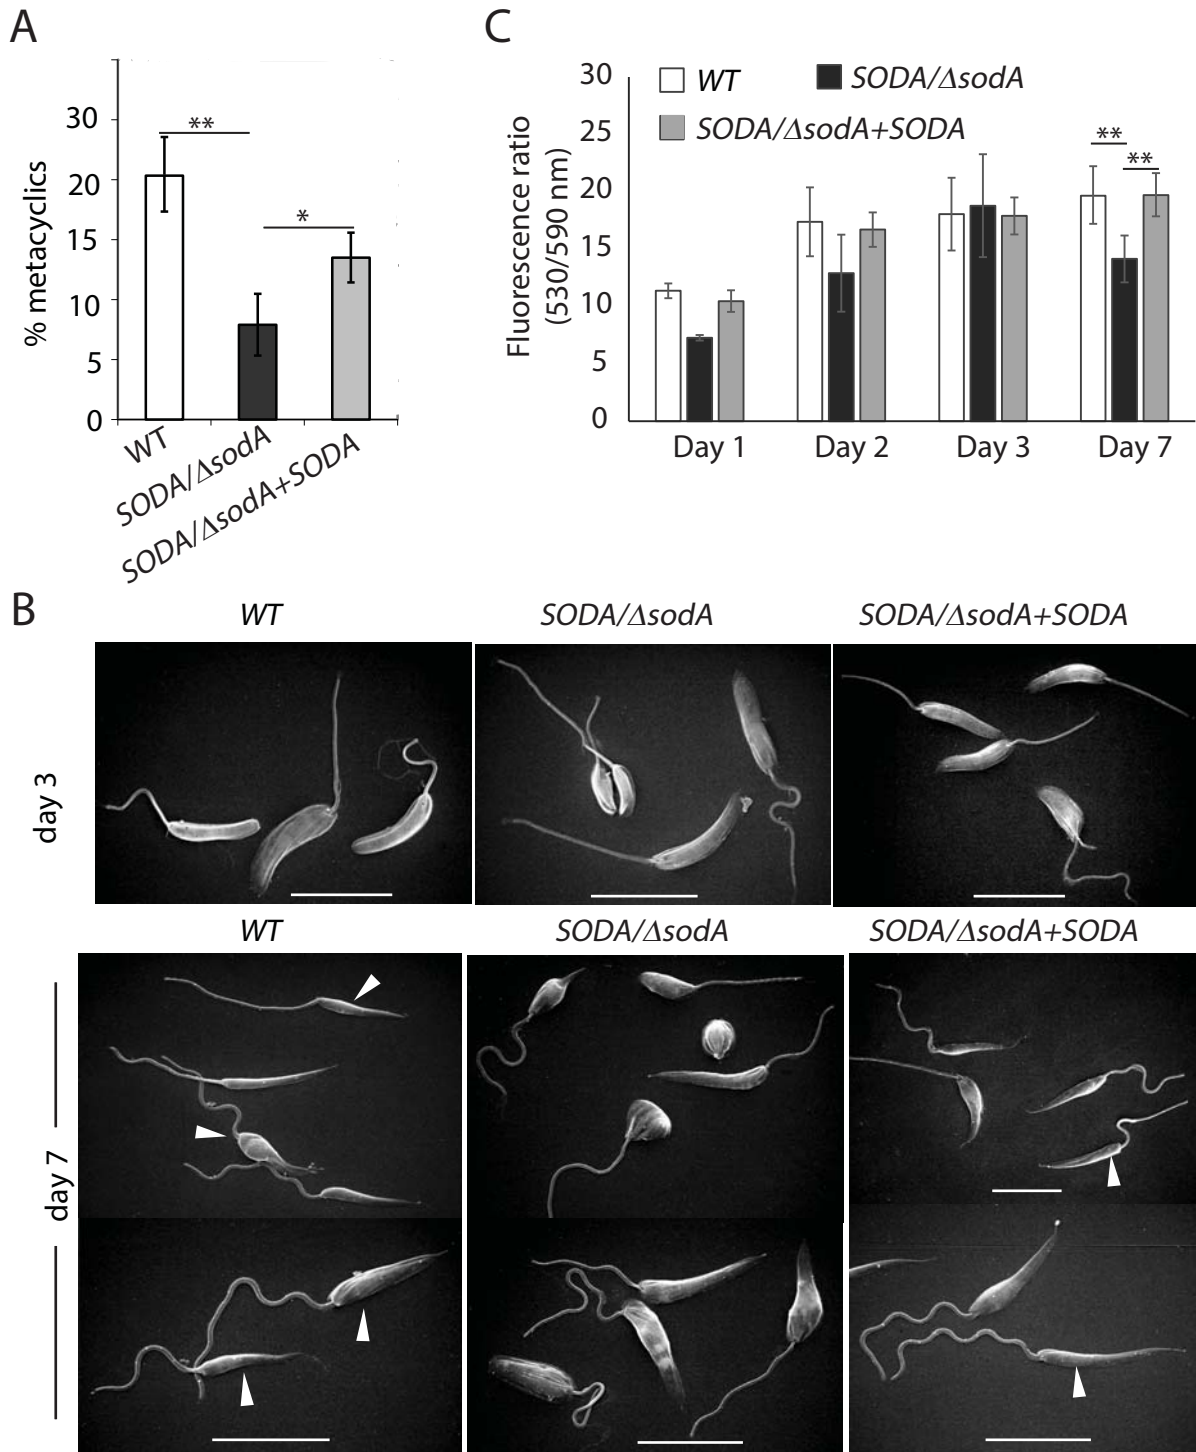 A
% metacyclics
30
20
15
10
5
0
**
*
WT
SODA/ΔsodA
SODA/ΔsodA+SODA
C
Fluorescence ratio
(530/590 nm)
30
25
20
15
10
5
0
WT
SODA/ΔsodA
SODA/ΔsodA+SODA
**
**
Day 1
Day 2
Day 3
Day 7
B
WT
SODA/ΔsodA
SODA/ΔsodA+SODA
day 3
WT
SODA/ΔsodA
SODA/ΔsodA+SODA
day 7